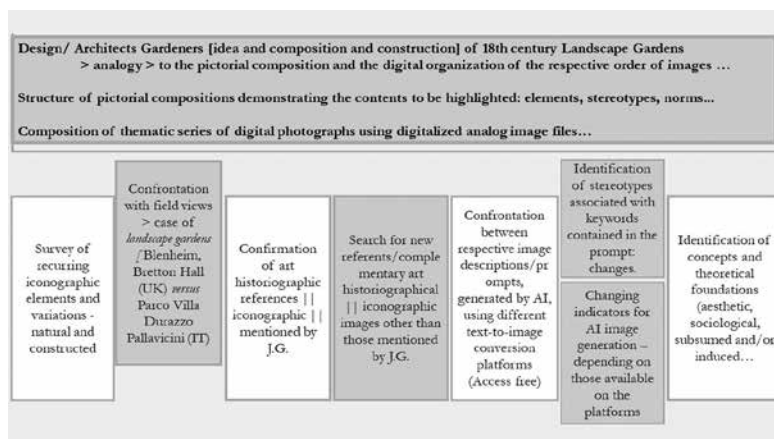 Design/ Architects Gardeners [idea and composition and construction] of 18th century Landscape Gardens
> analogy > to the pictorial composition and the digital organization of the respective order of images …
Structure of pictorial compositions demonstrating the contents to be highlighted: elements, stereotypes, norms...
Composition of thematic series of digital photographs using digitalized analog image files…
Survey of
recurring
iconographic
elements and
variations -
natural and
constructed
Confrontation
with field views
> case of
landscape gardens
[Blenheim,
Bretton Hall
(UK) versus
Parco Villa
Durazzo
Pallavicini (IT)
Confirmation
of art
historiographic
references ||
iconographic ||
mentioned by
J.G.
Search for new
referents/comple
mentary art
historiographical
|| iconographic
images other than
those mentioned
by J.G.
Confrontation
between
respective image
descriptions/pr
ompts,
generated by AI,
using different
text-to-image
conversion
platforms
(Access free)
Identification
of stereotypes
associated with
keywords
contained in the
prompt:
changes.
Changing
indicators for
AI image
generation –
depending on
those available
on the
platforms
Identification
of concepts and
theoretical
foundations
(aesthetic,
sociological,
subsumed and/or
induced…